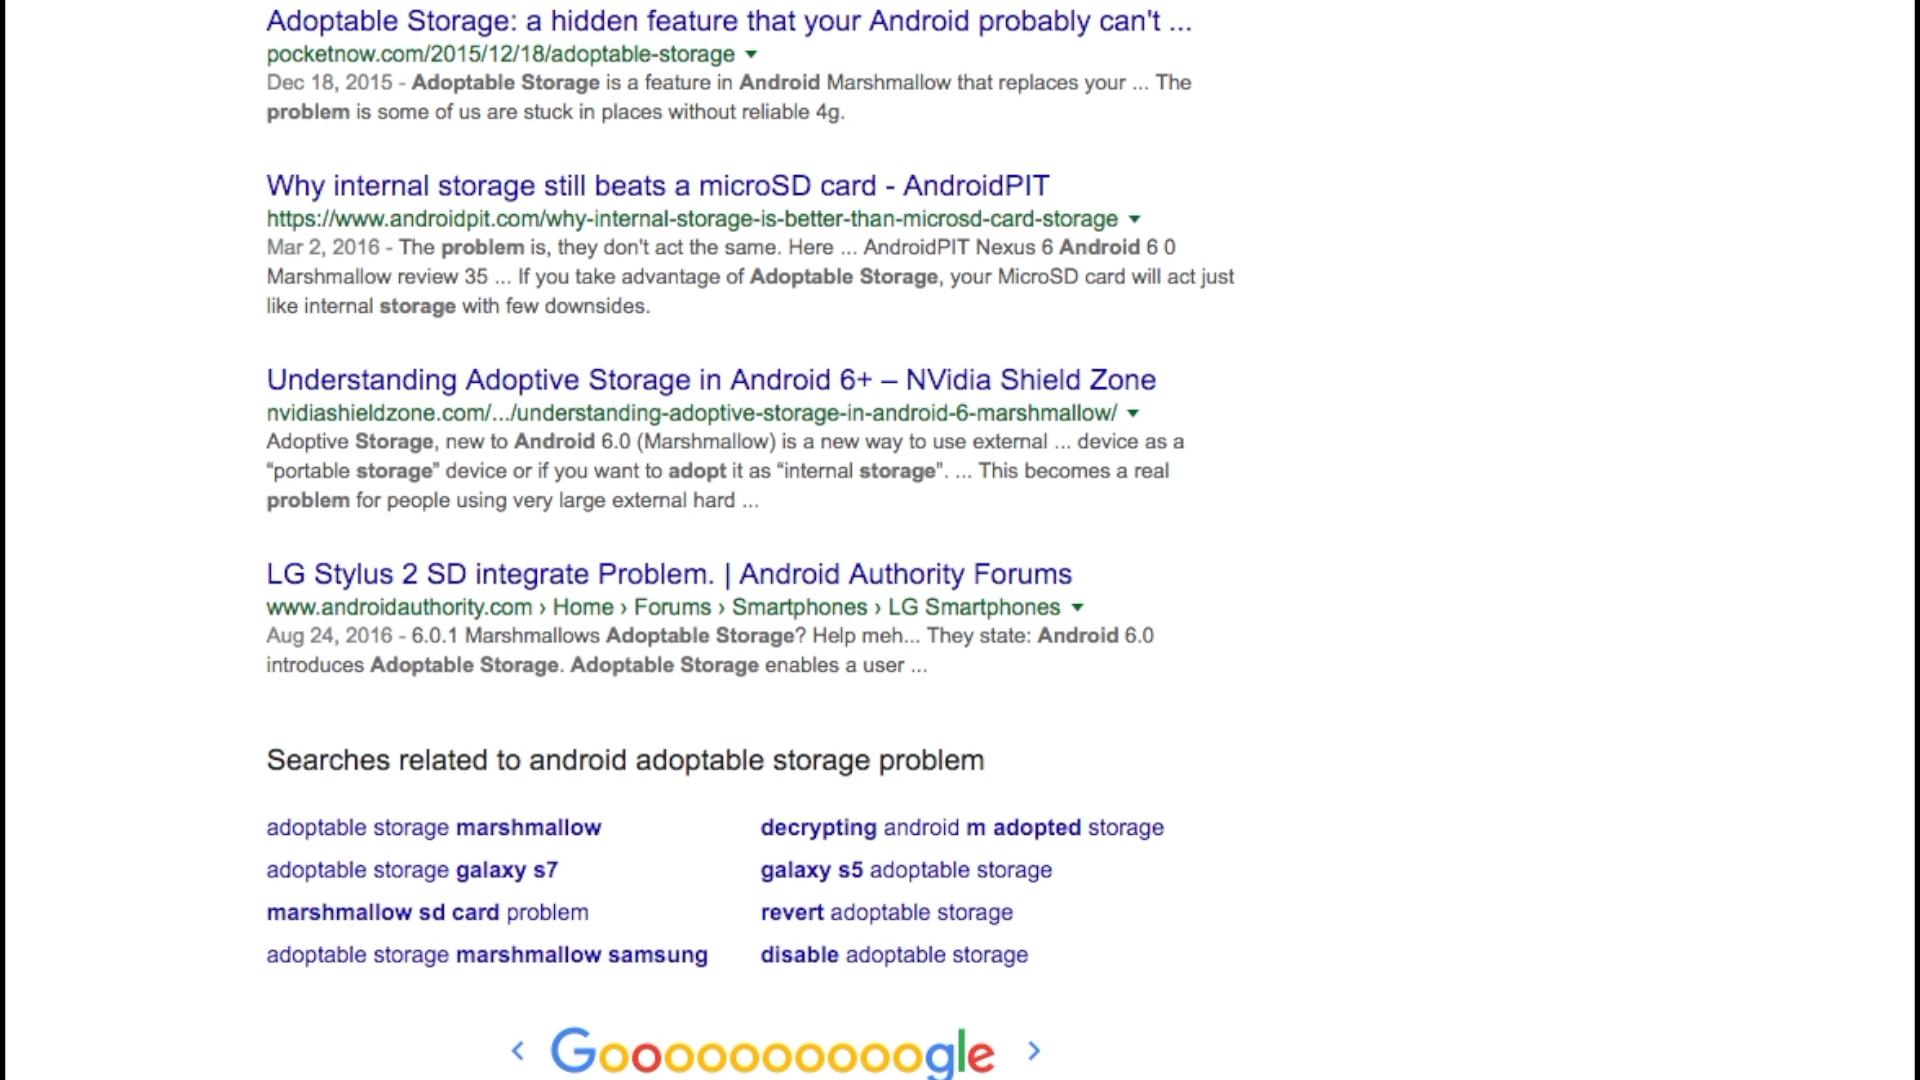 Adoptable Storage: a hidden feature that your Android probably can't ...
pocketnow.com/2015/12/18/adoptable-storage
Dec 18, 2015 - Adoptable Storage is a feature in Android Marshmallow that replaces your ... The
problem is some of us are stuck in places without reliable 4g.
Why internal storage still beats a microSD card - AndroidPIT
https://www.androidpit.com/why-internal-storage-is-better-than-microsd-card-storage
Mar 2, 2016 - The problem is, they don't act the same. Here ... AndroidPIT Nexus 6 Android 6 0
Marshmallow review 35 ... If you take advantage of Adoptable Storage, your MicroSD card will act just
like internal storage with few downsides.
Understanding Adoptive Storage in Android 6+ – NVidia Shield Zone
nvidiashieldzone.com/.../understanding-adoptive-storage-in-android-6-marshmallow/
Adoptive Storage, new to Android 6.0 (Marshmallow) is a new way to use external ... device as a
“portable storage” device or if you want to adopt it as “internal storage”. ... This becomes a real
problem for people using very large external hard ...
LG Stylus 2 SD integrate Problem. | Android Authority Forums
www.androidauthority.com › Home › Forums › Smartphones › LG Smartphones
Aug 24, 2016 - 6.0.1 Marshmallows Adoptable Storage? Help meh... They state: Android 6.0
introduces Adoptable Storage. Adoptable Storage enables a user ...
Searches related to android adoptable storage problem
adoptable storage marshmallow
adoptable storage galaxy s7
marshmallow sd card problem
adoptable storage marshmallow samsung
decrypting android m adopted storage
galaxy s5 adoptable storage
revert adoptable storage
disable adoptable storage
< Goooooooooogle >